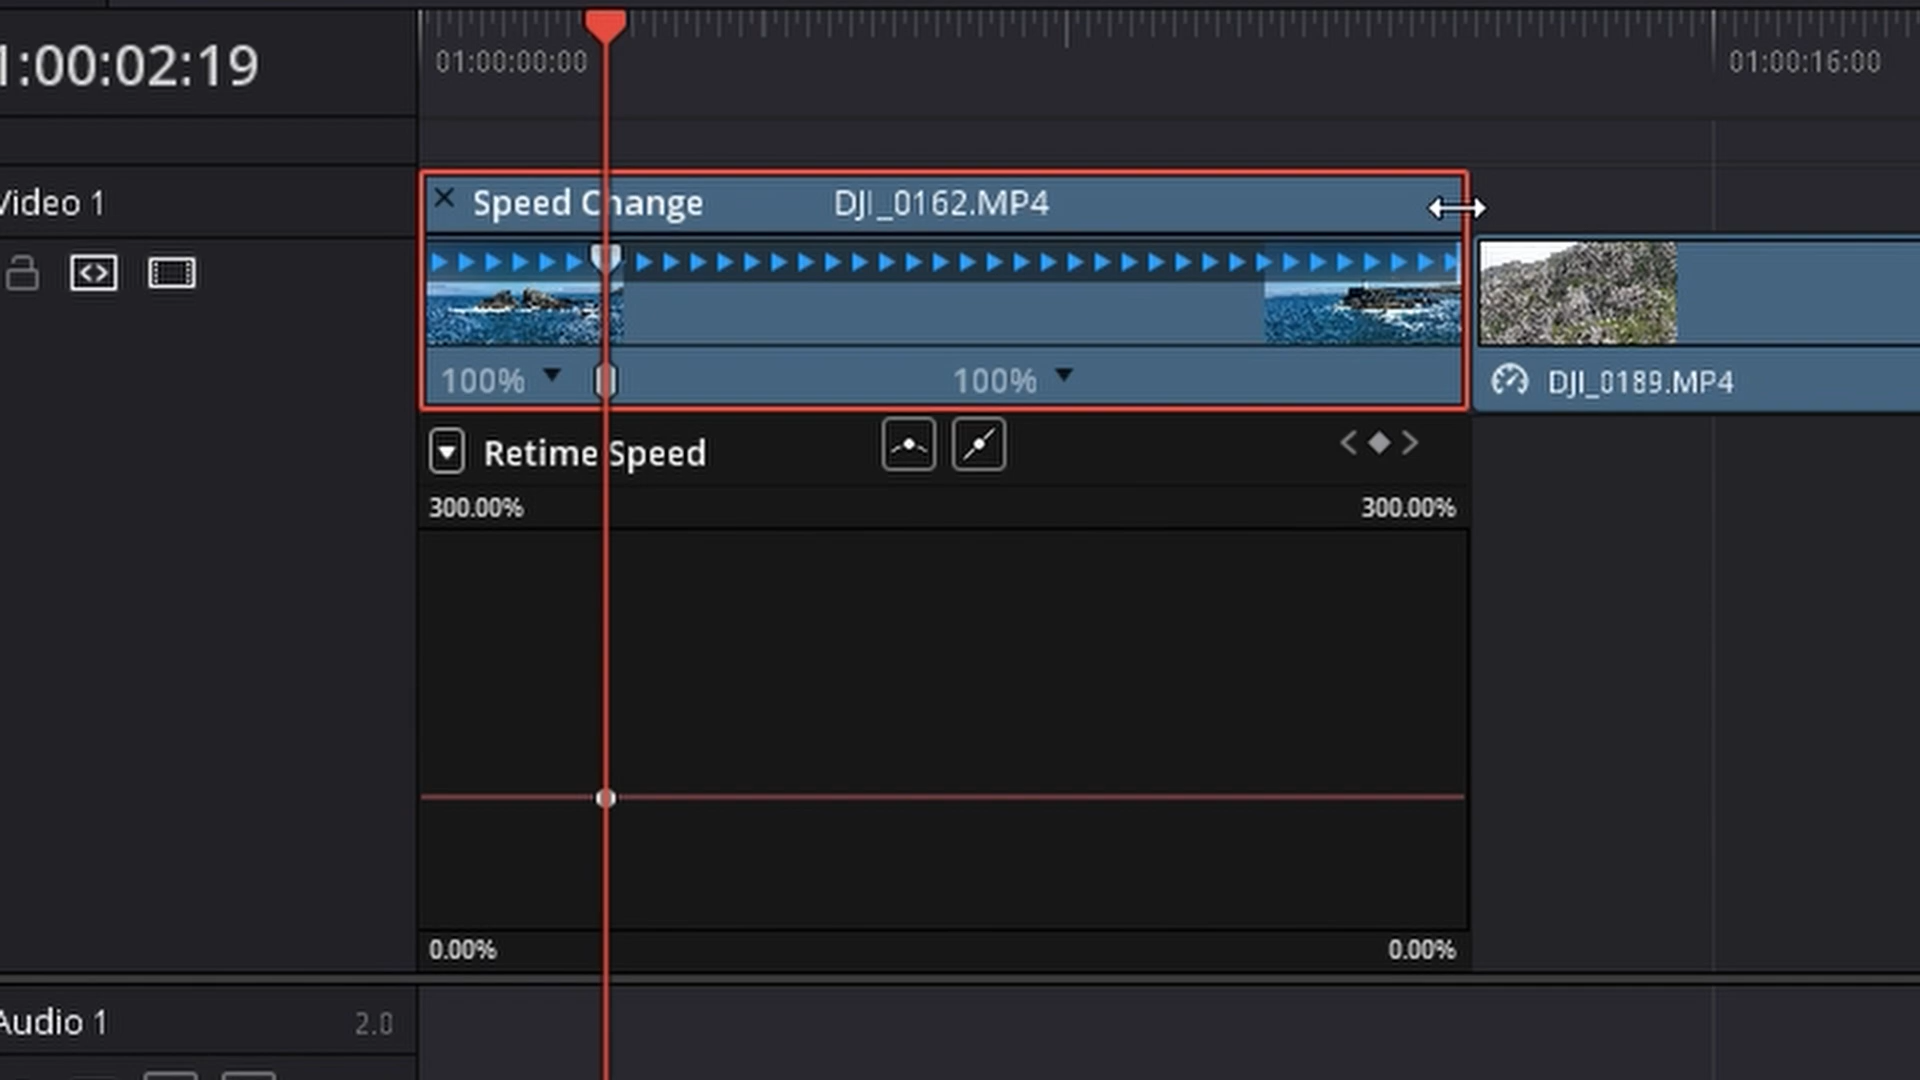 1:00:02:19
01:00:00:00
01:00:16:00
Video 1
Speed Change
DJI_0162.MP4
100%
100%
DJI_0189.MP4
Retime Speed
300.00%
300.00%
0.00%
0.00%
Audio 1
2.0